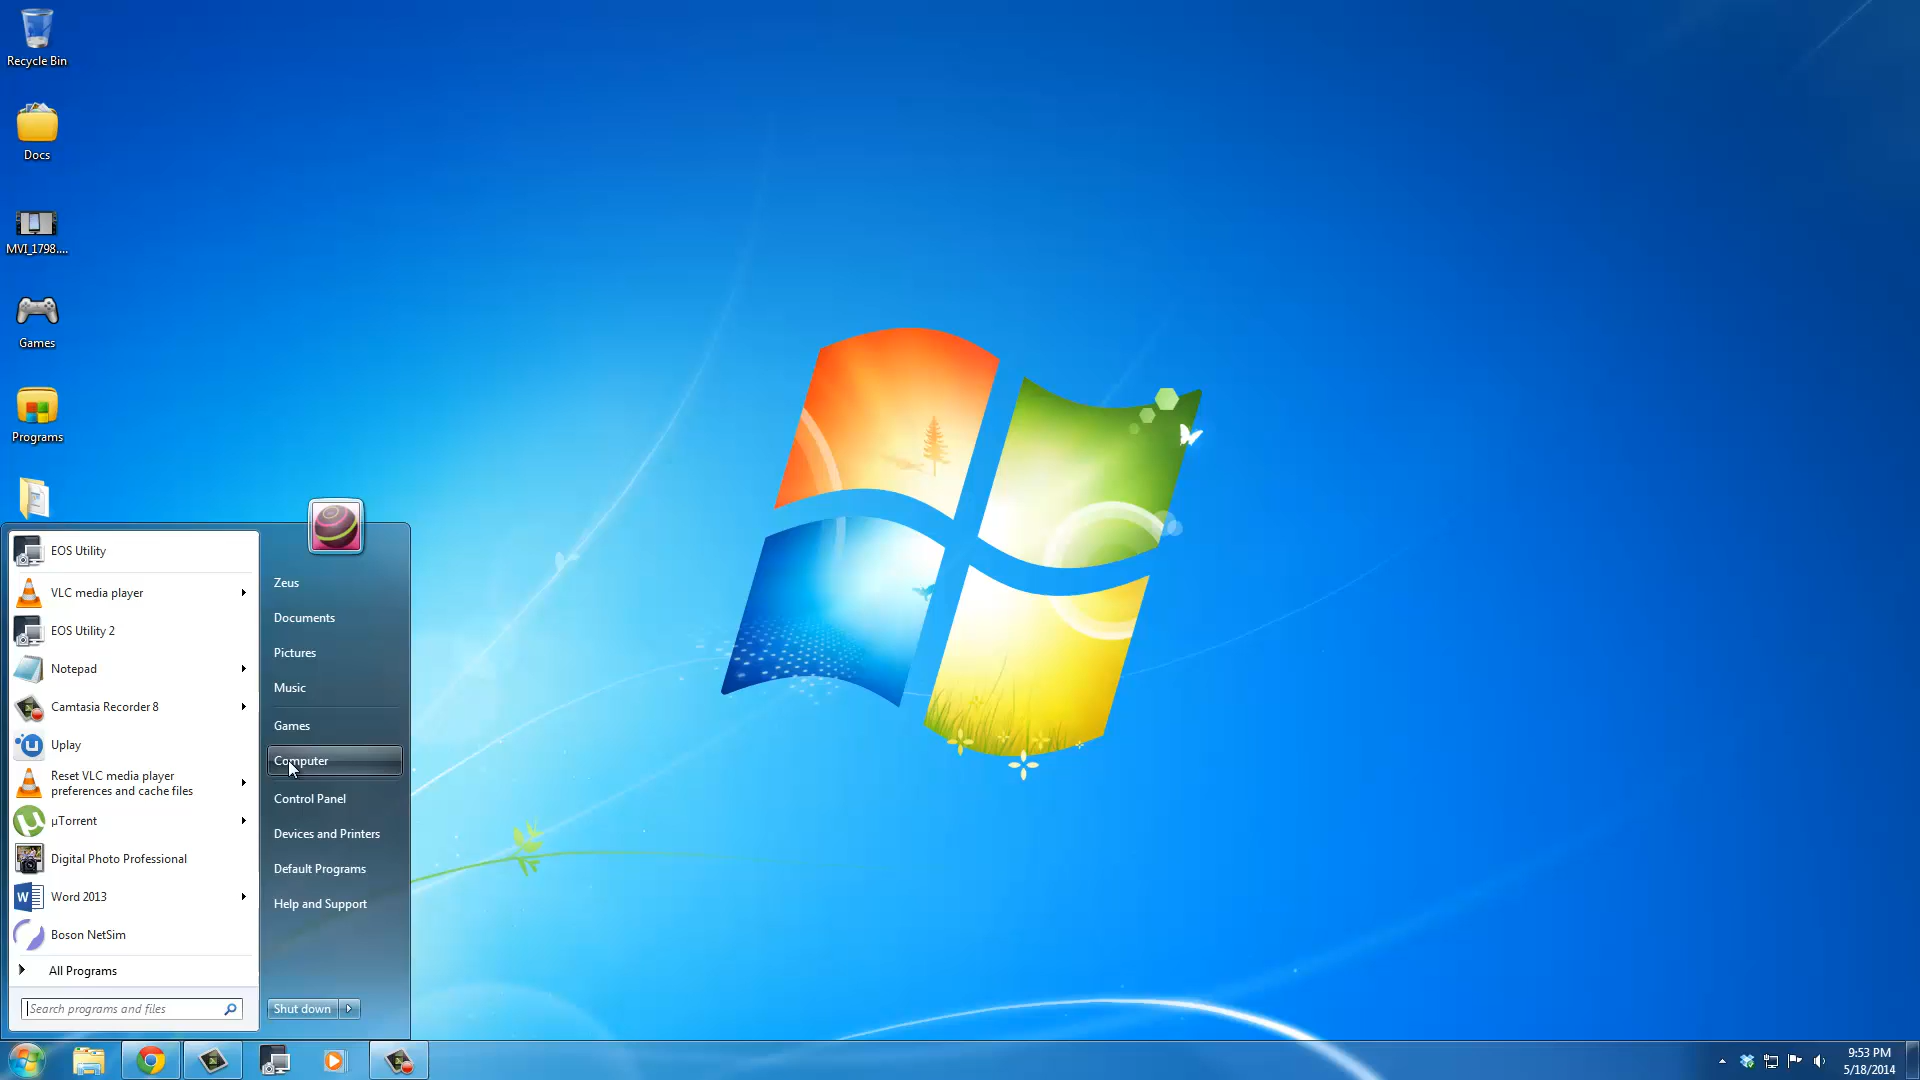 Recycle Bin
Docs
MVI_1798....
Games
Programs
EOS Utility
VLC media player
EOS Utility 2
Notepad
Camtasia Recorder 8
Uplay
Reset VLC media player
preferences and cache files
µTorrent
Digital Photo Professional
Word 2013
Boson NetSim
All Programs
Search programs and files
Zeus
Documents
Pictures
Music
Games
Computer
Control Panel
Devices and Printers
Default Programs
Help and Support
Shut down
9:53 PM
5/18/2014